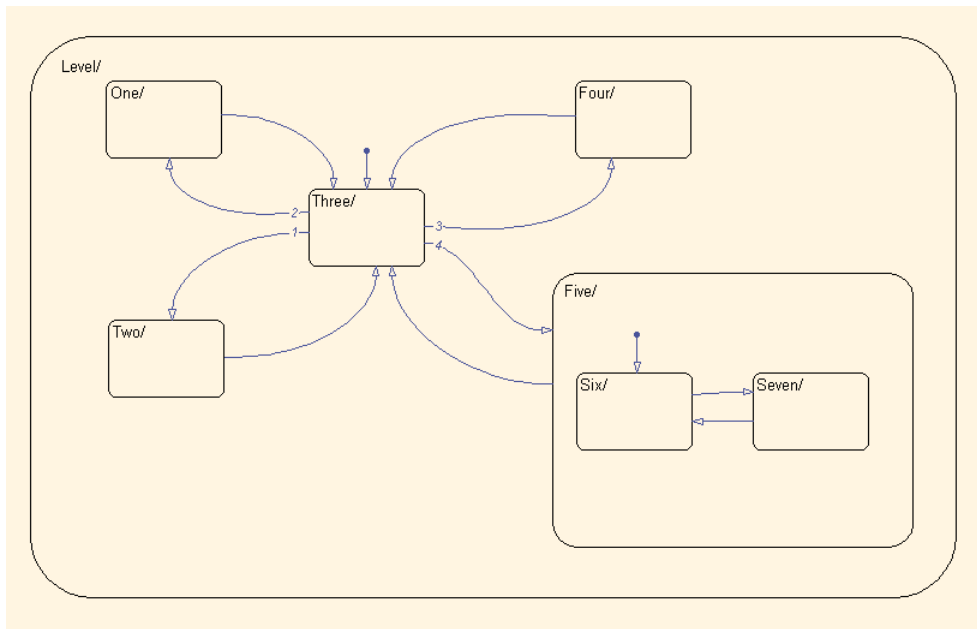 Level/
One/
Four/
Three/
2
1
3
4
Two/
Five/
Six/
Seven/